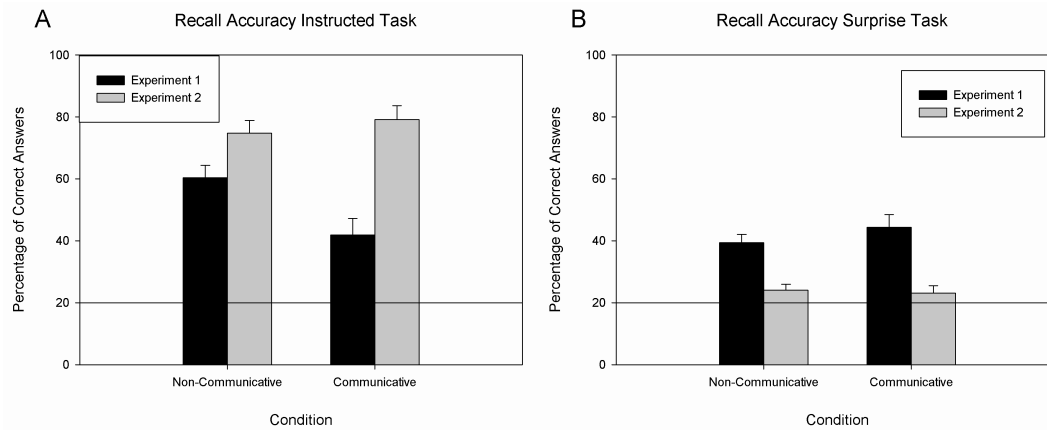 A
Recall Accuracy Instructed Task
100
80
60
40
20
0
Percentage of Correct Answers
Experiment 1
Experiment 2
Non-Communicative
Communicative
Condition
B
Recall Accuracy Surprise Task
100
80
60
40
20
0
Percentage of Correct Answers
Experiment 1
Experiment 2
Non-Communicative
Communicative
Condition